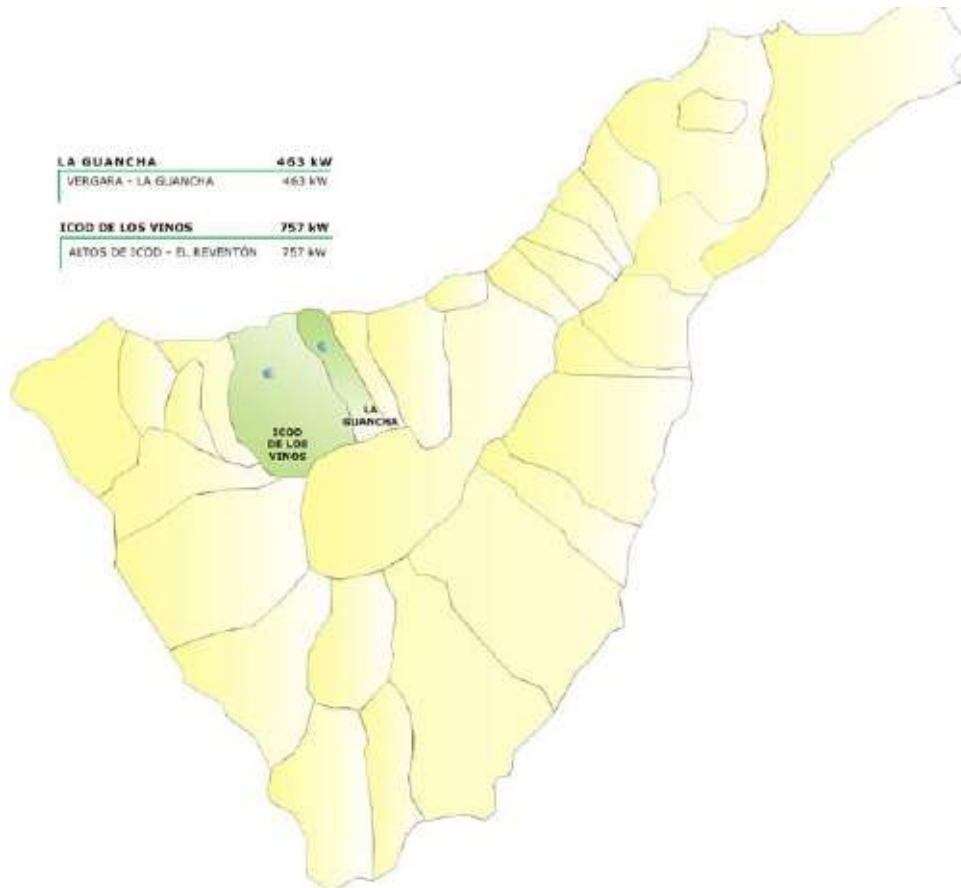 LA GUANCHA 463 kW
VERGARA - LA GUANCHA 463 kW
ICOD DE LOS VINOS 757 kW
ALTOS DE ICOD - EL REVENTÓN 757 kW
LA
GUANCHA
ICOD
DE LOS
VINOS